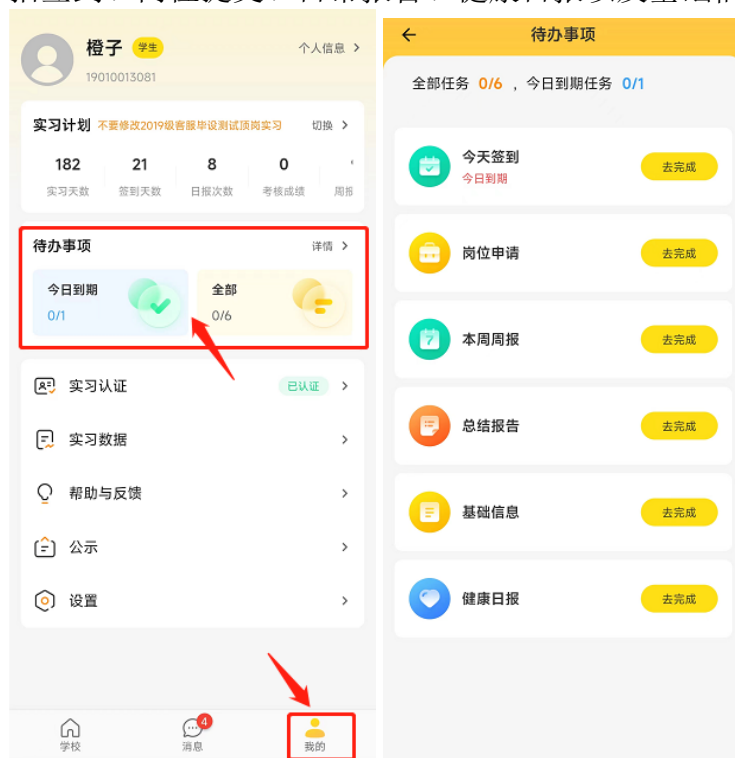 橙子 学生 个人信息 >
19010013081
实习计划 不要修改2019级客服毕设测试顶岗实习 切换 >
182 21 8 0
实习天数 签到天数 日报次数 考核成绩 周报
待办事项 详情 >
今日到期 全部
0/1 0/6
实习认证 已认证 >
实习数据 >
帮助与反馈 >
公示 >
设置 >
4
学校 消息 我的
← 待办事项
全部任务 0/6 ，今日到期任务 0/1
今天签到 去完成
今日到期
岗位申请 去完成
7 本周周报 去完成
总结报告 去完成
基础信息 去完成
健康日报 去完成